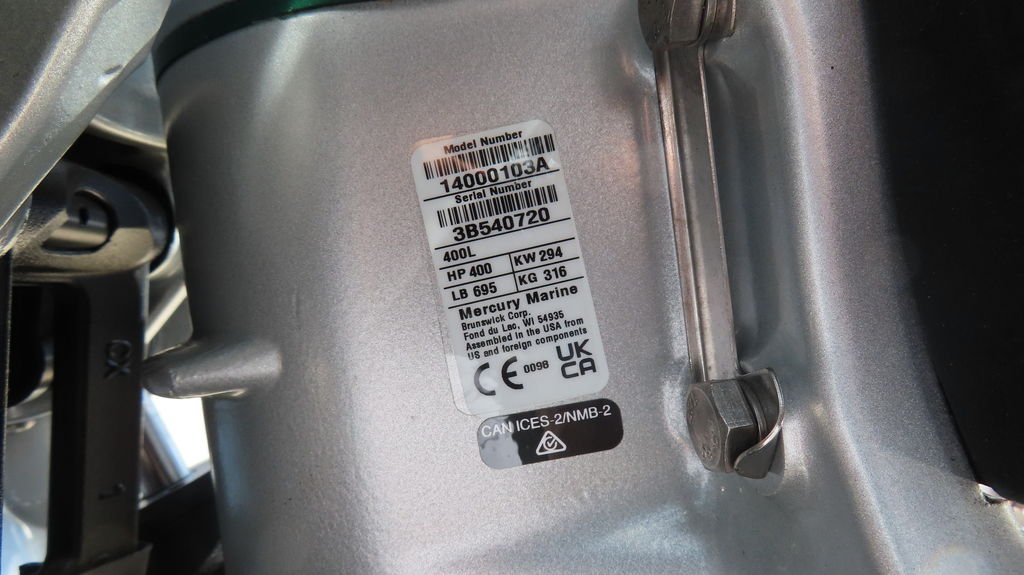 Model Number
14000103A
Serial Number
3B540720
400L
HP 400 KW 294
LB 695 KG 316
Mercury Marine
Brunswick Corp.
Fond du Lac, WI 54935
Assembled in the USA from
US and foreign components
CE 0098 UK
CA
CAN ICES-2/NMB-2